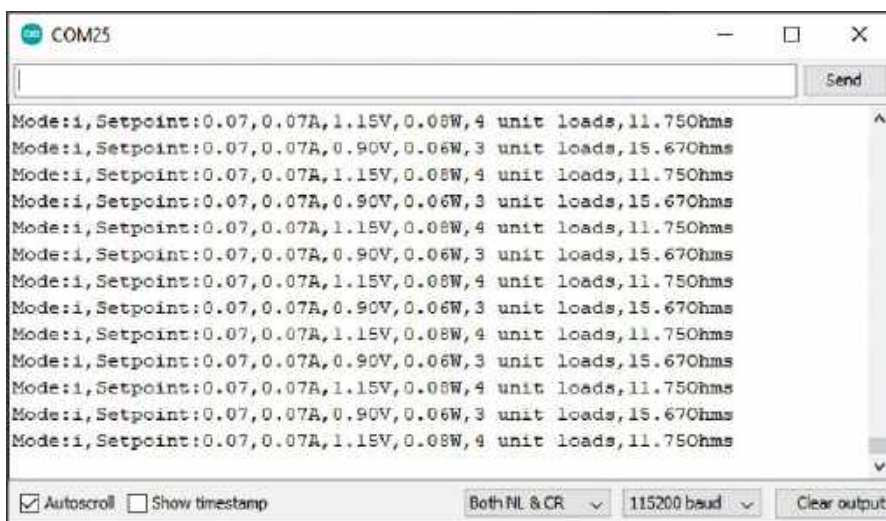 COM25
Send
Mode:i,Setpoint:0.07,0.07A,1.15V,0.08W,4 unit loads,11.75Ohms
Mode:i,Setpoint:0.07,0.07A,0.90V,0.06W,3 unit loads,15.67Ohms
Mode:i,Setpoint:0.07,0.07A,1.15V,0.08W,4 unit loads,11.75Ohms
Mode:i,Setpoint:0.07,0.07A,0.90V,0.06W,3 unit loads,15.67Ohms
Mode:i,Setpoint:0.07,0.07A,1.15V,0.08W,4 unit loads,11.75Ohms
Mode:i,Setpoint:0.07,0.07A,0.90V,0.06W,3 unit loads,15.67Ohms
Mode:i,Setpoint:0.07,0.07A,1.15V,0.08W,4 unit loads,11.75Ohms
Mode:i,Setpoint:0.07,0.07A,0.90V,0.06W,3 unit loads,15.67Ohms
Mode:i,Setpoint:0.07,0.07A,1.15V,0.08W,4 unit loads,11.75Ohms
Mode:i,Setpoint:0.07,0.07A,0.90V,0.06W,3 unit loads,15.67Ohms
Mode:i,Setpoint:0.07,0.07A,1.15V,0.08W,4 unit loads,11.75Ohms
Mode:i,Setpoint:0.07,0.07A,0.90V,0.06W,3 unit loads,15.67Ohms
Mode:i,Setpoint:0.07,0.07A,1.15V,0.08W,4 unit loads,11.75Ohms
Autoscroll Show timestamp Both NL & CR 115200 baud Clear output